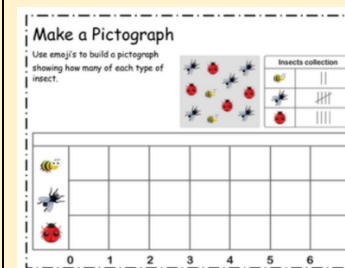 Make a Pictograph
Use emoji's to build a pictograph
showing how many of each type of
insect.
Insects collection
0 1 2 3 4 5 6